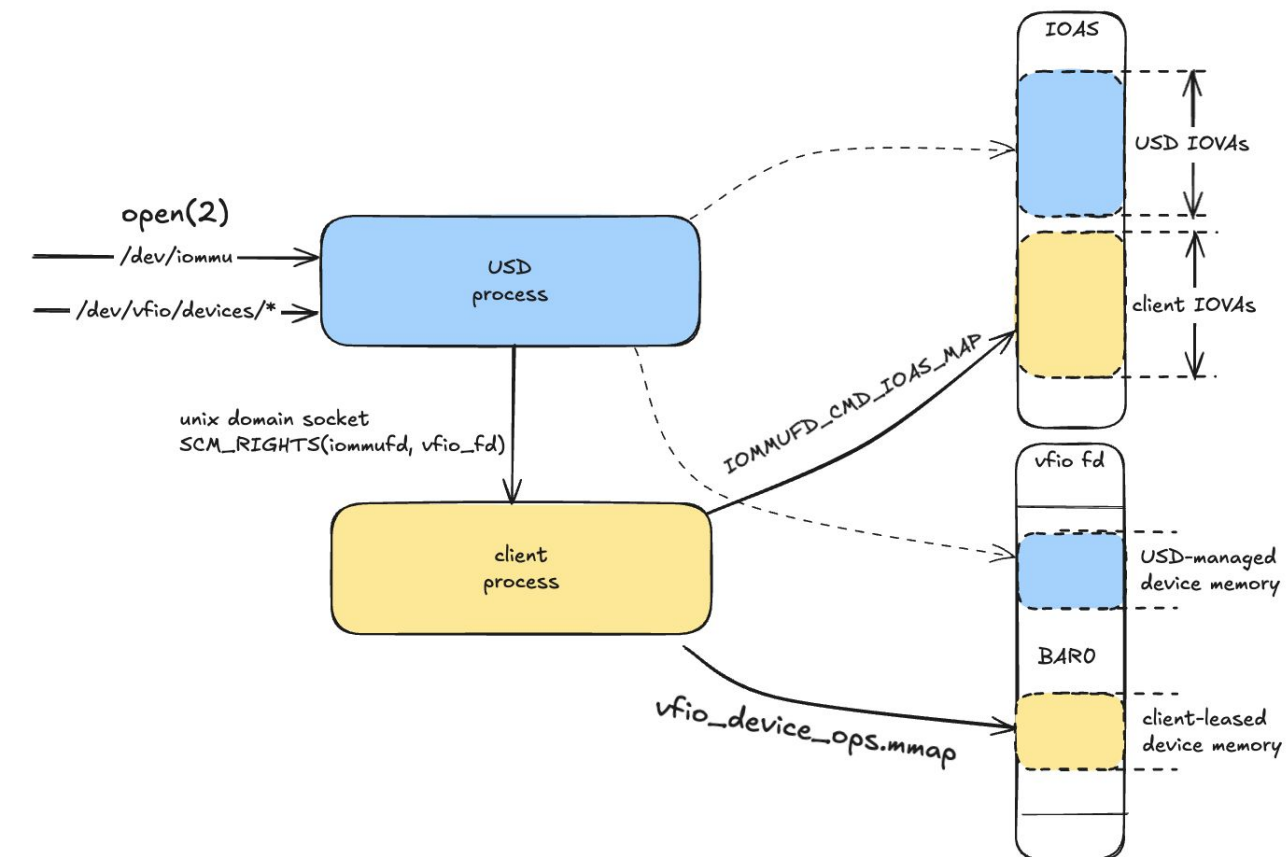 IOAS
USD IOVAs
client IOVAs
open(2)
/dev/iommu
/dev/vfio/devices/*
USD
process
unix domain socket
SCM_RIGHTS(iommufd, vfio_fd)
IOMMUFD_CMD_IOAS_MAP
client
process
vfio_device_ops.mmap
vfio fd
USD-managed
device memory
BAR0
client-leased
device memory